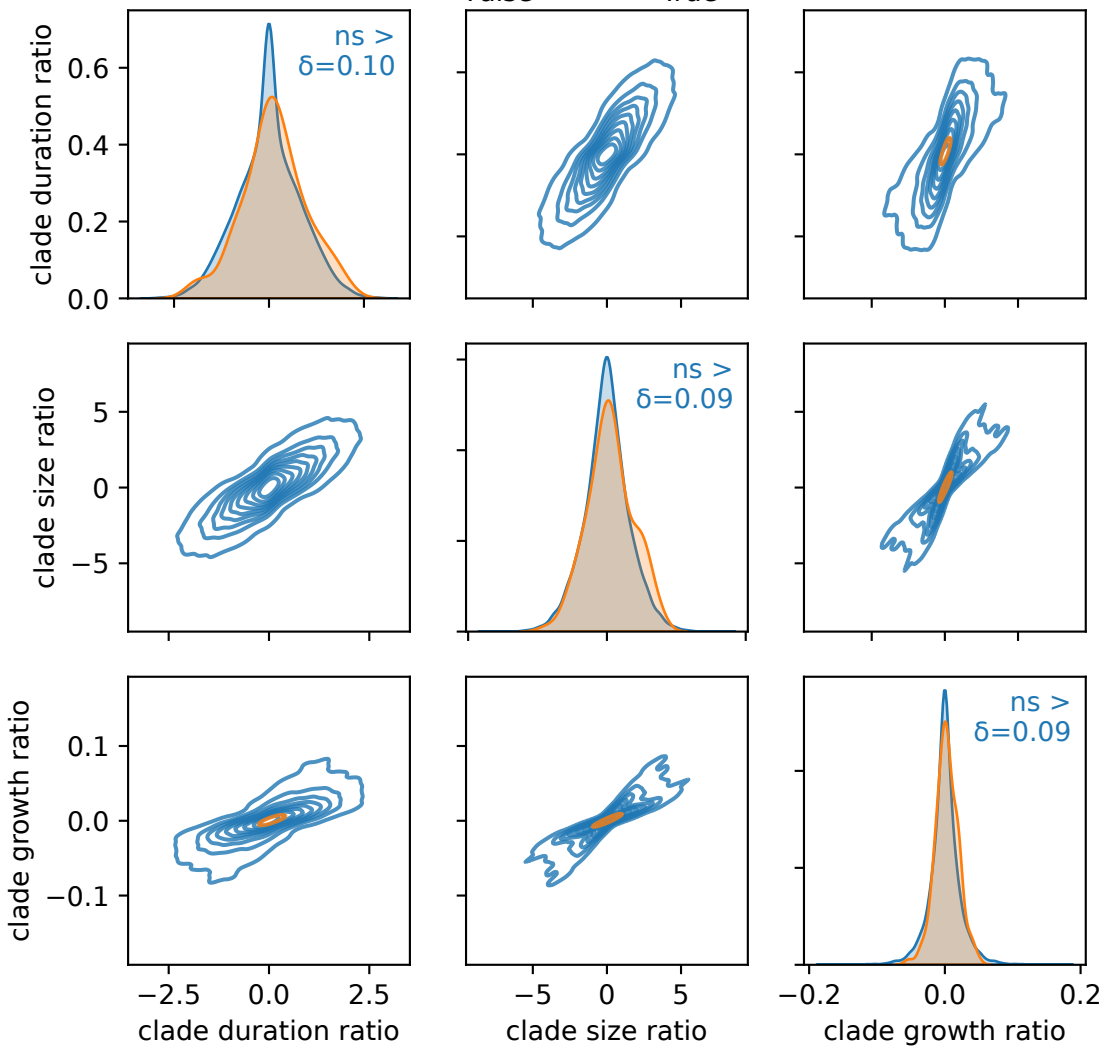 clade duration ratio
0.6
0.4
0.2
0.0
ns >
δ=0.10
clade size ratio
5
0
−5
ns >
δ=0.09
clade growth ratio
0.1
0.0
−0.1
ns >
δ=0.09
−2.5 0.0 2.5
−5 0 5
−0.2 0.0 0.2
clade duration ratio
clade size ratio
clade growth ratio